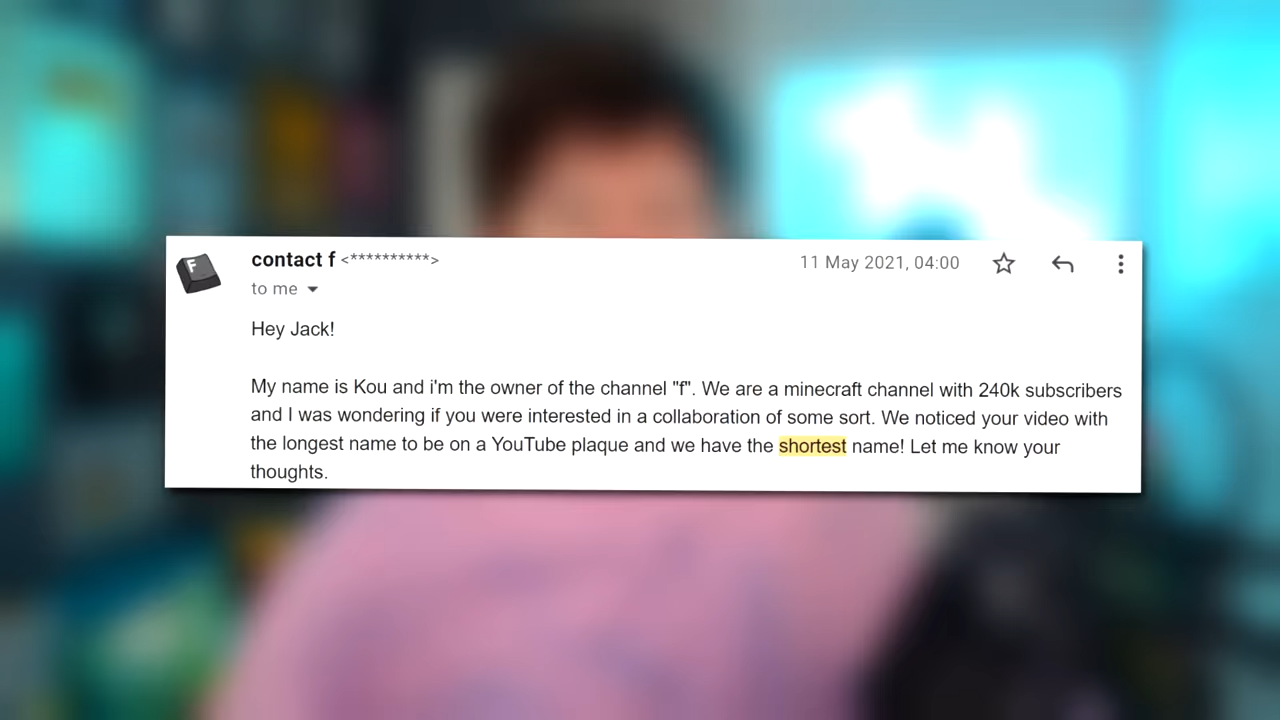 F
contact f <**********>
11 May 2021, 04:00
to me
Hey Jack!
My name is Kou and i'm the owner of the channel "f". We are a minecraft channel with 240k subscribers
and I was wondering if you were interested in a collaboration of some sort. We noticed your video with
the longest name to be on a YouTube plaque and we have the shortest name! Let me know your
thoughts.